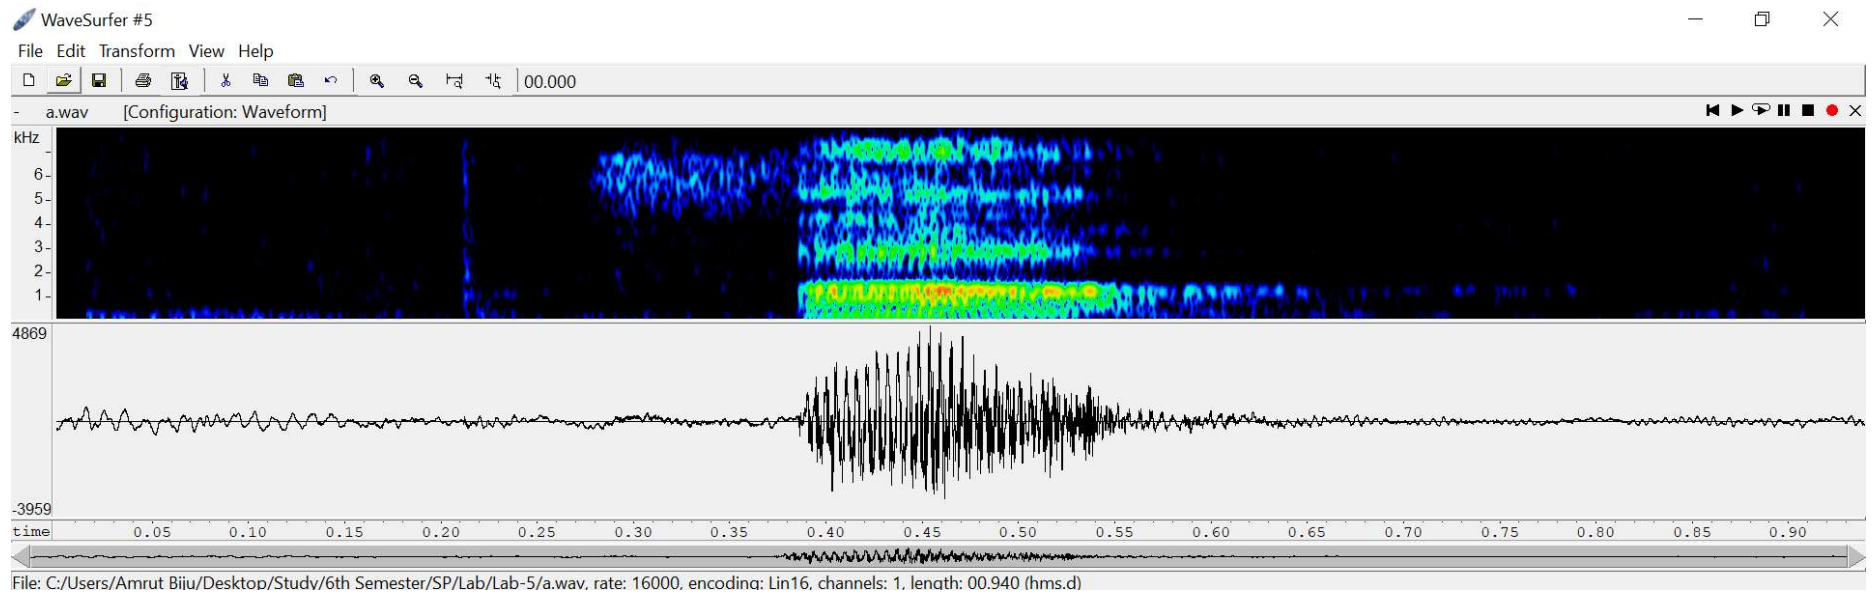 WaveSurfer #5
File Edit Transform View Help
00.000
- a.wav [Configuration: Waveform]
kHz
6
5
4
3
2
1
4869
-3959
time 0.05 0.10 0.15 0.20 0.25 0.30 0.35 0.40 0.45 0.50 0.55 0.60 0.65 0.70 0.75 0.80 0.85 0.90
File: C:/Users/Amrut Biju/Desktop/Study/6th Semester/SP/Lab/Lab-5/a.wav, rate: 16000, encoding: Lin16, channels: 1, length: 00.940 (hms.d)